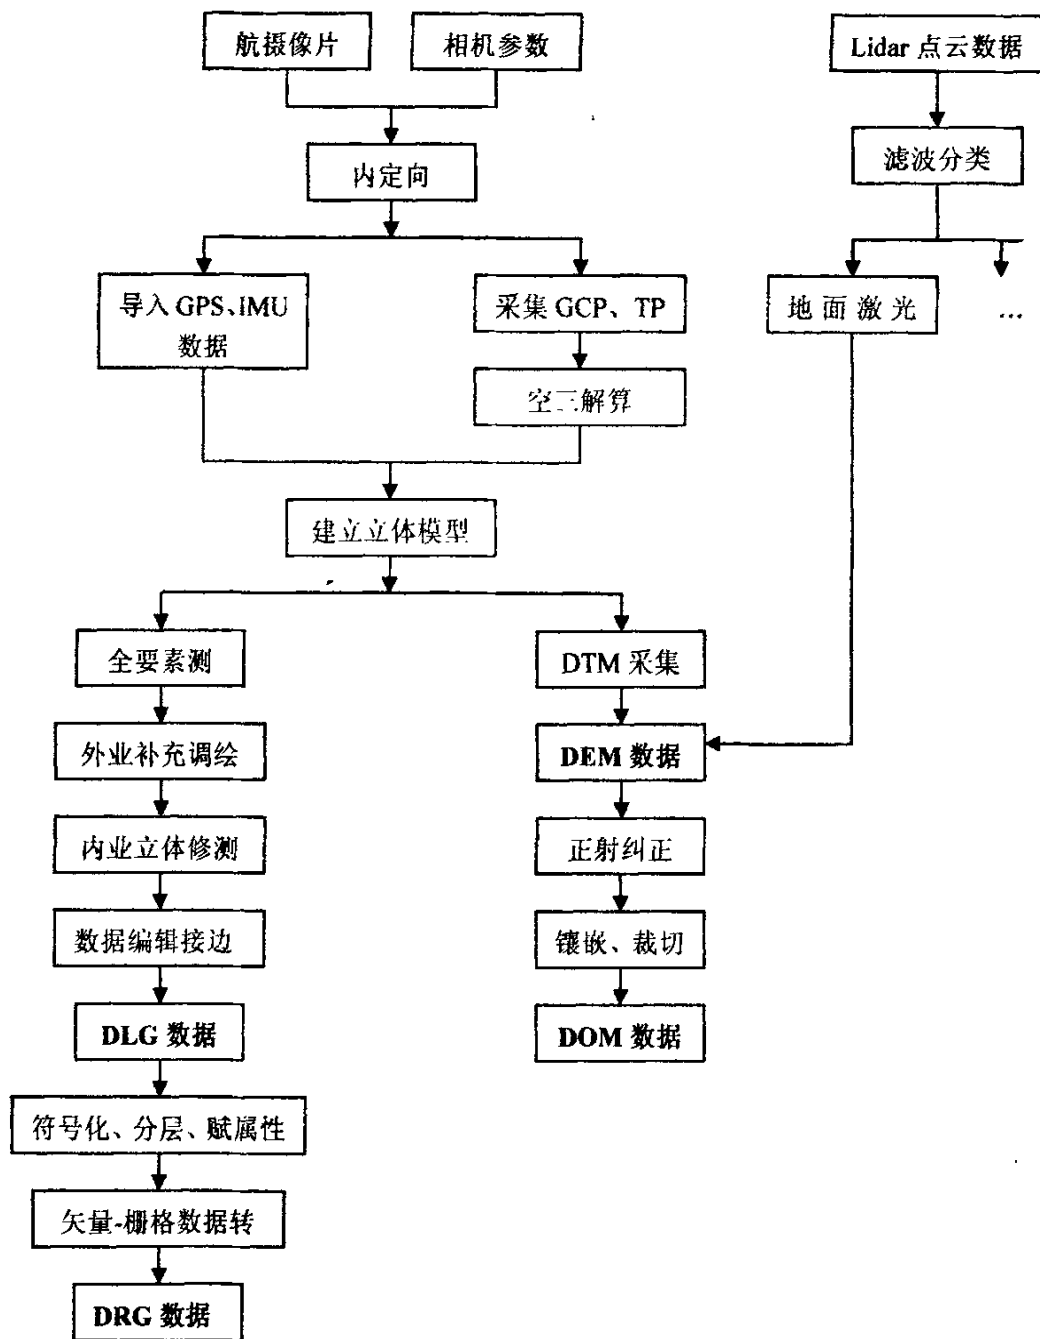 航摄像片
相机参数
Lidar 点云数据
内定向
滤波分类
导入 GPS、IMU
数据
采集 GCP、TP
地面激光
...
空三解算
建立立体模型
全要素测
DTM 采集
外业补充调绘
DEM 数据
内业立体修测
正射纠正
数据编辑接边
镶嵌、裁切
DLG 数据
DOM 数据
符号化、分层、赋属性
矢量-栅格数据转
DRG 数据